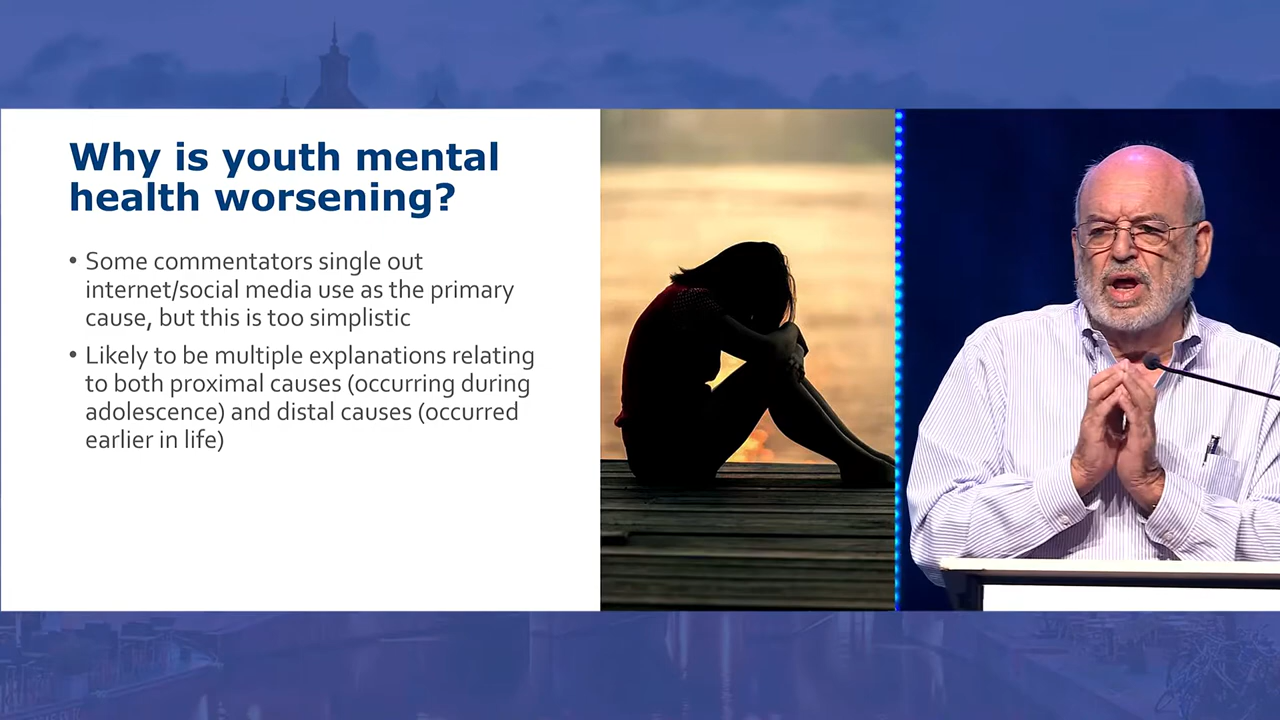 Why is youth mental
health worsening?
• Some commentators single out
internet/social media use as the primary
cause, but this is too simplistic
• Likely to be multiple explanations relating
to both proximal causes (occurring during
adolescence) and distal causes (occurred
earlier in life)